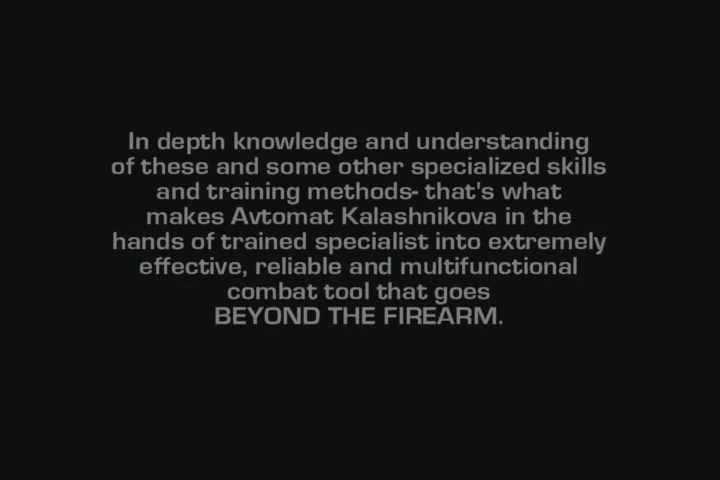 In depth knowledge and understanding
of these and some other specialized skills
and training methods- that's what
makes Avtomat Kalashnikova in the
hands of trained specialist into extremely
effective, reliable and multifunctional
combat tool that goes
BEYOND THE FIREARM.